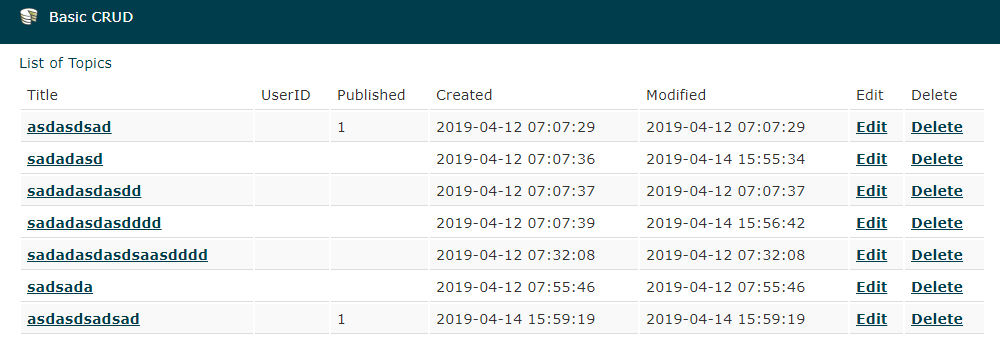 Basic CRUD
List of Topics
Title UserID Published Created Modified Edit Delete
asdasdsad 1 2019-04-12 07:07:29 2019-04-12 07:07:29 Edit Delete
sadadasd 2019-04-12 07:07:36 2019-04-14 15:55:34 Edit Delete
sadadasdasdd 2019-04-12 07:07:37 2019-04-12 07:07:37 Edit Delete
sadadasdasdddd 2019-04-12 07:07:39 2019-04-14 15:56:42 Edit Delete
sadadasdasdsaasdddd 2019-04-12 07:32:08 2019-04-12 07:32:08 Edit Delete
sadsada 2019-04-12 07:55:46 2019-04-12 07:55:46 Edit Delete
asdasdsadsad 1 2019-04-14 15:59:19 2019-04-14 15:59:19 Edit Delete